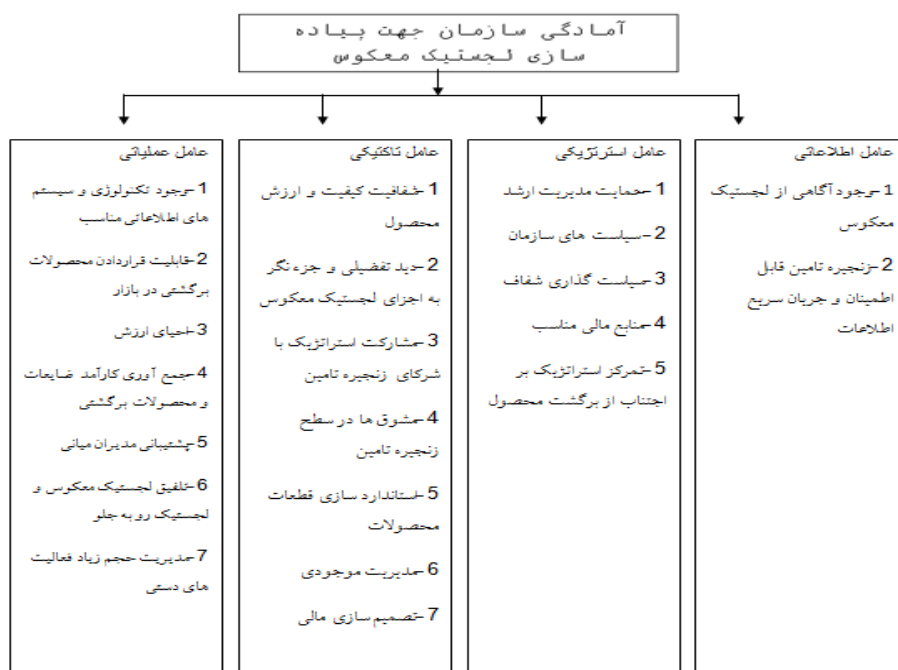 آمادگی سازمان جهت پیاده
سازی لجستیک معکوس
عامل اطلاعاتی
1-وجود آگاهی از لجستیک
معکوس
2-زنجیره تامین قابل
اطمینان و جریان سریع
اطلاعات
عامل استرتژیکی
1-حمایت مدیریت ارشد
2-سیاست های سازمان
3-سیاست گذاری شفاف
4-منابع مالی مناسب
5-تمرکز استراتژیک بر
اجتناب از برگشت محصول
عامل تاکتیکی
1-شفافیت کیفیت و ارزش
محصول
2-دید تفضیلی و جزء نگر
به اجزای لجستیک معکوس
3-مشارکت استراتژیک با
شرکای زنجیره تامین
4-مشوق ها در سطح
زنجیره تامین
5-استاندارد سازی قطعات
محصولات
6-مدیریت موجودی
7-تصمیم سازی مالی
عامل عملیاتی
1-وجود تکنولوژی و سیستم
های اطلاعاتی مناسب
2-قابلیت قراردادن محصولات
برگشتی در بازار
3-احیای ارزش
4-جمع آوری کارآمد ضایعات
و محصولات برگشتی
5-پشتیبانی مدیران میانی
6-تلفیق لجستیک معکوس و
لجستیک رو به جلو
7-مدیریت حجم زیاد فعالیت
های دستی